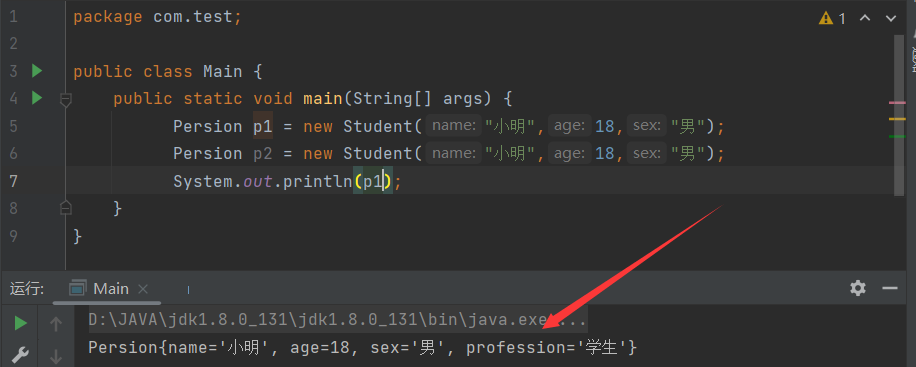 1 package com.test; 1
2
3 public class Main {
4 public static void main(String[] args) {
5 Persion p1 = new Student( name: "小明", age: 18, sex: "男");
6 Persion p2 = new Student( name: "小明", age: 18, sex: "男");
7 System.out.println(p1);
8 }
9 }
运行: Main
D:\JAVA\jdk1.8.0_131\jdk1.8.0_131\bin\java.exe ...
Persion{name='小明', age=18, sex='男', profession='学生'}